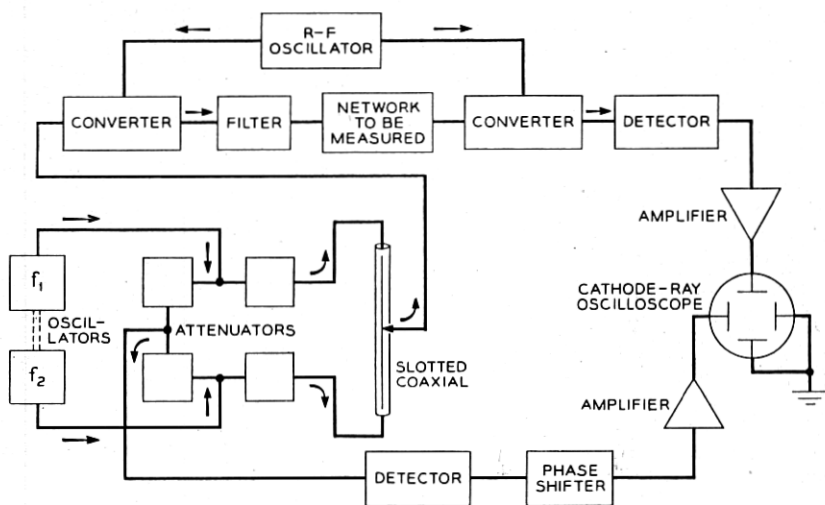 R-F
OSCILLATOR
CONVERTER
FILTER
NETWORK
TO BE
MEASURED
CONVERTER
DETECTOR
AMPLIFIER
f1
OSCIL-
LATORS
f2
ATTENUATORS
SLOTTED
COAXIAL
CATHODE-RAY
OSCILLOSCOPE
AMPLIFIER
DETECTOR
PHASE
SHIFTER